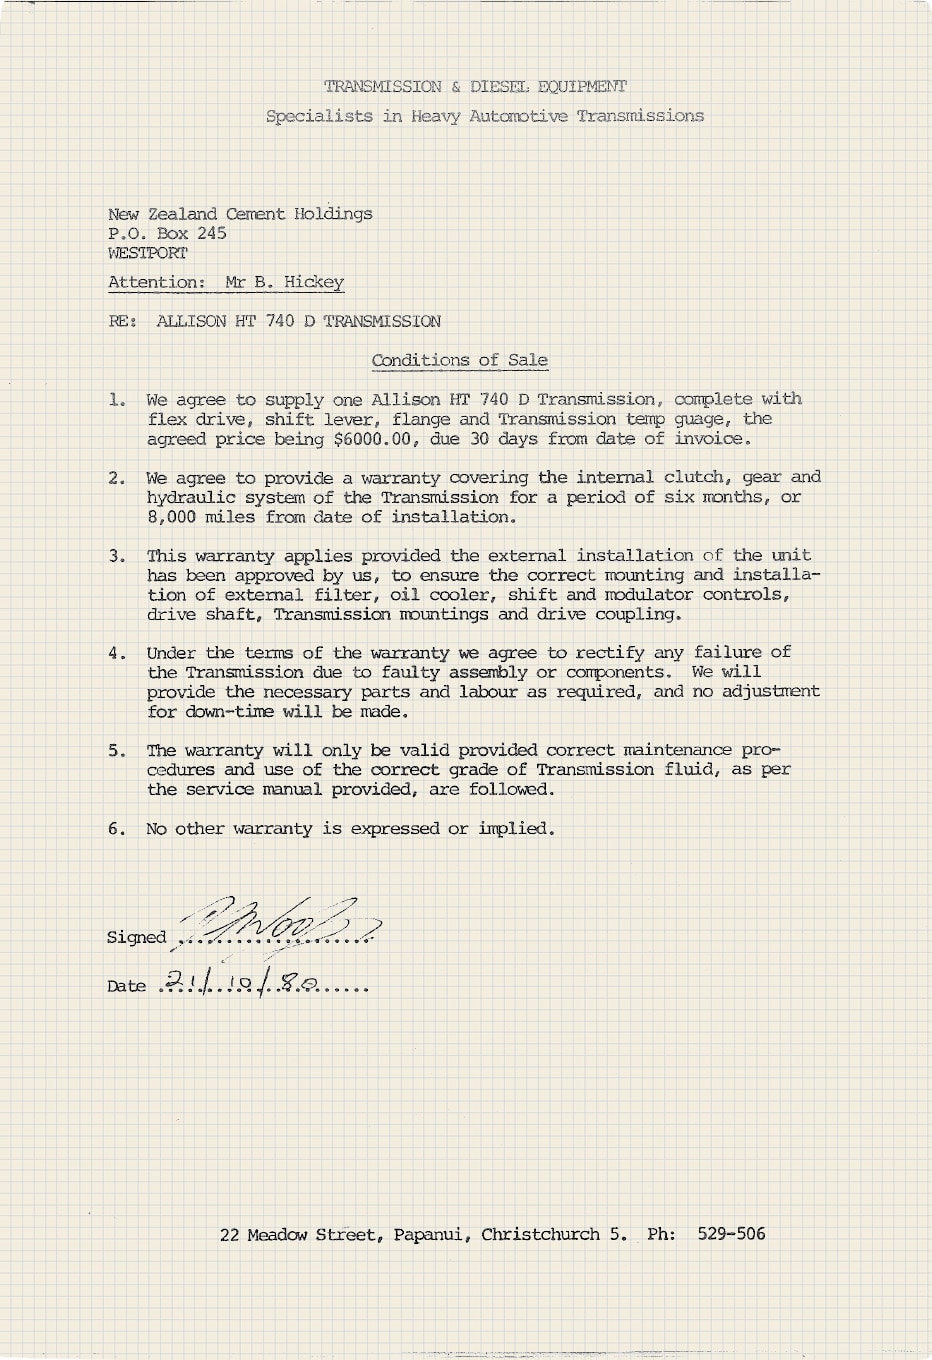 TRANSMISSION & DIESEL EQUIPMENT
Specialists in Heavy Automotive Transmissions
New Zealand Cement Holdings
P.O. Box 245
WESTPORT
Attention: Mr B. Hickey
RE: ALLISON HT 740 D TRANSMISSION
Conditions of Sale
1. We agree to supply one Allison HT 740 D Transmission, complete with
flex drive, shift lever, flange and Transmission temp guage, the
agreed price being $6000.00, due 30 days from date of invoice.
2. We agree to provide a warranty covering the internal clutch, gear and
hydraulic system of the Transmission for a period of six months, or
8,000 miles from date of installation.
3. This warranty applies provided the external installation of the unit
has been approved by us, to ensure the correct mounting and installa-
tion of external filter, oil cooler, shift and modulator controls,
drive shaft, Transmission mountings and drive coupling.
4. Under the terms of the warranty we agree to rectify any failure of
the Transmission due to faulty assembly or components. We will
provide the necessary parts and labour as required, and no adjustment
for down-time will be made.
5. The warranty will only be valid provided correct maintenance pro-
cedures and use of the correct grade of Transmission fluid, as per
the service manual provided, are followed.
6. No other warranty is expressed or implied.
Signed
Date 21/10/80
22 Meadow Street, Papanui, Christchurch 5. Ph: 529-506